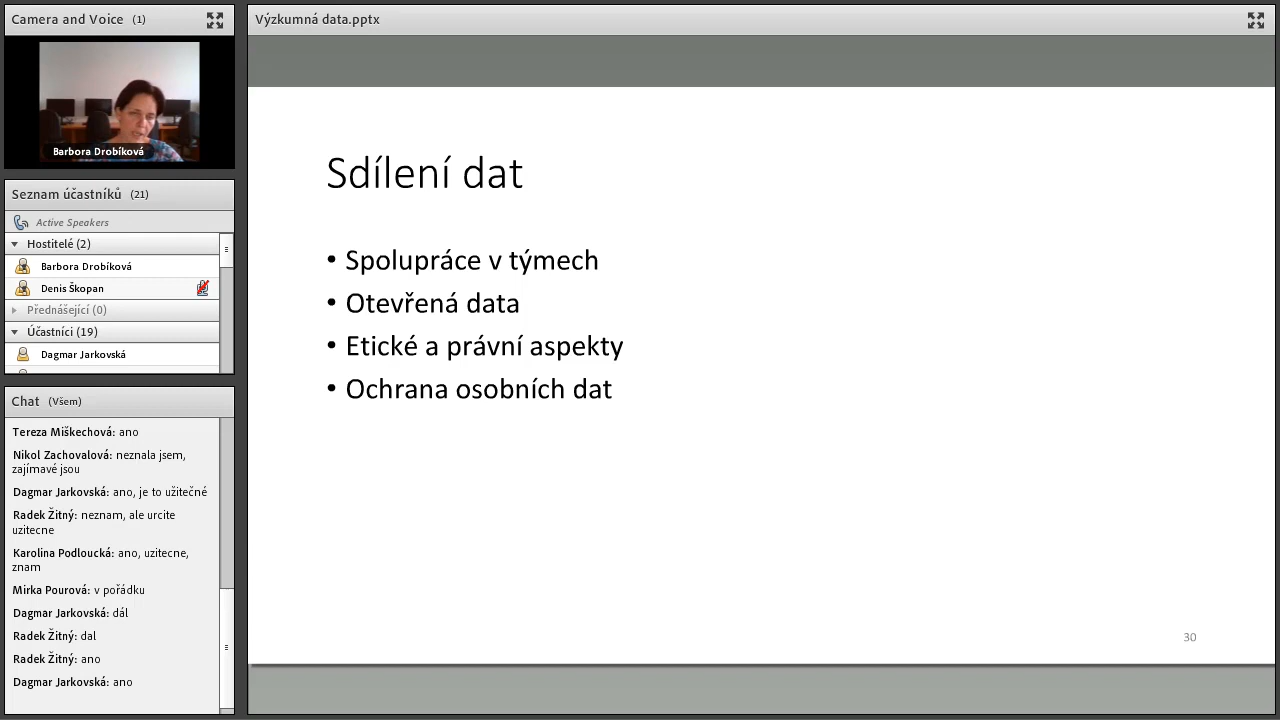 Camera and Voice (1)
Barbora Drobíková
Seznam účastníků (21)
Active Speakers
Hostitelé (2)
Barbora Drobíková
Denis Škopan
Přednášející (0)
Účastníci (19)
Dagmar Jarkovská
Chat (Všem)
Tereza Miškechová: ano
Nikol Zachovalová: neznala jsem,
zajímavé jsou
Dagmar Jarkovská: ano, je to užitečné
Radek Žitný: neznam, ale urcite
uzitecne
Karolina Podloucká: ano, uzitecne,
znam
Mirka Pourová: v pořádku
Dagmar Jarkovská: dál
Radek Žitný: dal
Radek Žitný: ano
Dagmar Jarkovská: ano
Výzkumná data.pptx
Sdílení dat
• Spolupráce v týmech
• Otevřená data
• Etické a právní aspekty
• Ochrana osobních dat
30